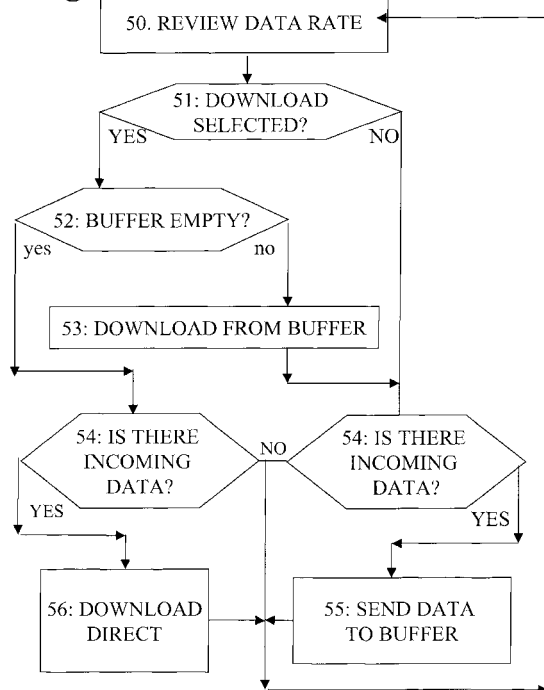 50. REVIEW DATA RATE
51: DOWNLOAD
SELECTED?
YES
NO
52: BUFFER EMPTY?
yes
no
53: DOWNLOAD FROM BUFFER
54: IS THERE
INCOMING
DATA?
NO
54: IS THERE
INCOMING
DATA?
YES
YES
56: DOWNLOAD
DIRECT
55: SEND DATA
TO BUFFER